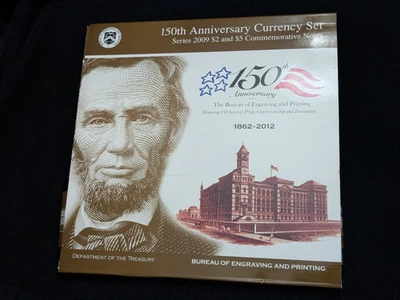 150th Anniversary Currency Set
Series 2009 $2 and $5 Commemorative Notes
150th
Anniversary
The Bureau of Engraving and Printing
Honoring 150 Years of Pride, Craftsmanship and Innovation
1862-2012
DEPARTMENT OF THE TREASURY
BUREAU OF ENGRAVING AND PRINTING